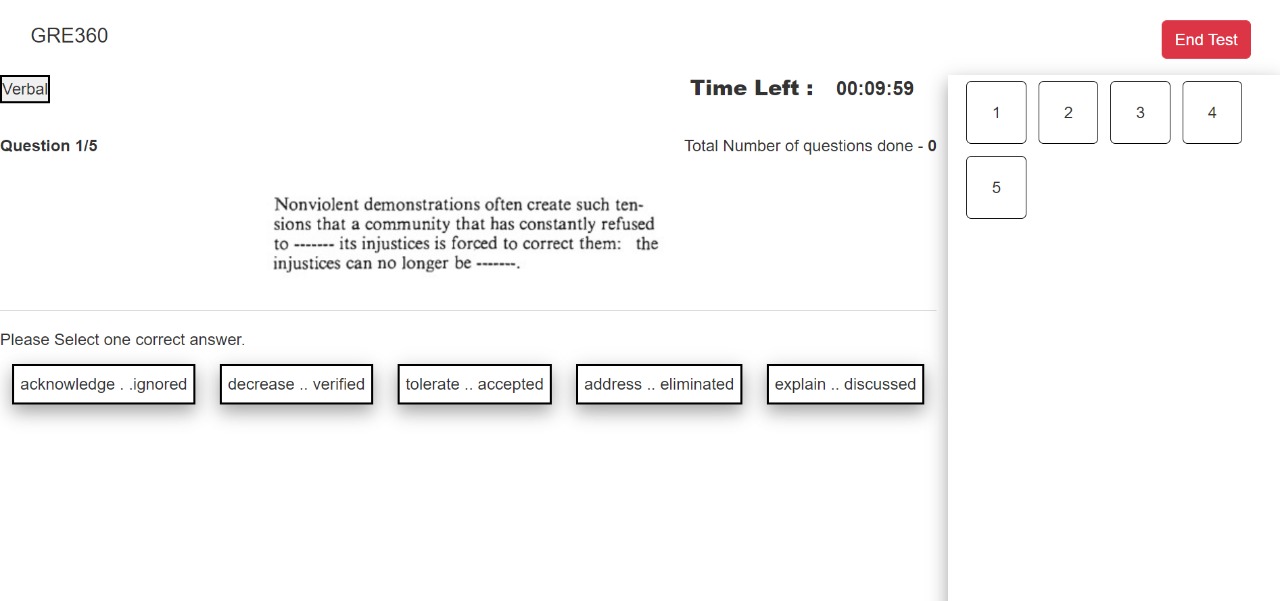 GRE360
End Test
Verbal
Time Left : 00:09:59
Question 1/5
Total Number of questions done - 0
Nonviolent demonstrations often create such ten-
sions that a community that has constantly refused
to ------- its injustices is forced to correct them: the
injustices can no longer be -------.
Please Select one correct answer.
acknowledge . .ignored
decrease .. verified
tolerate .. accepted
address .. eliminated
explain .. discussed
1 2 3 4
5